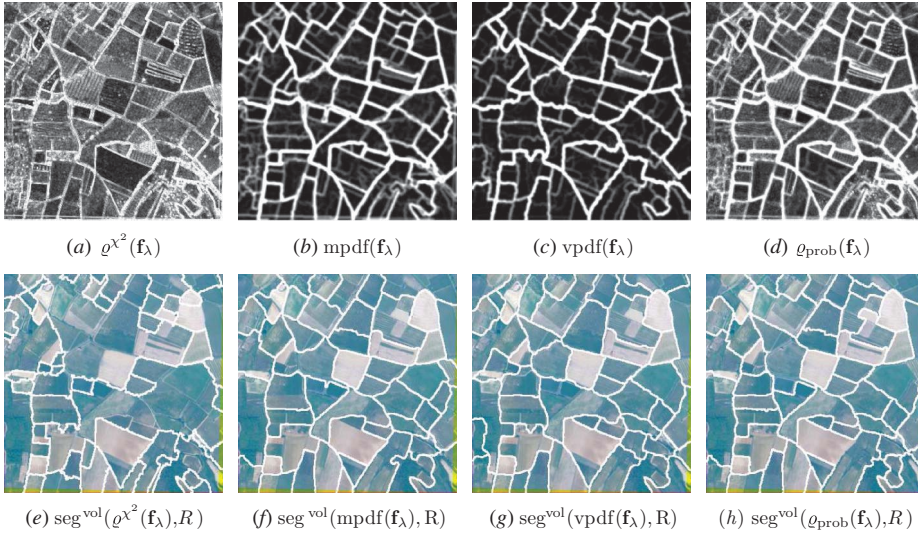 (a) ϱ^χ²(f_λ) (b) mpdf(f_λ) (c) vpdf(f_λ) (d) ϱ_prob(f_λ)
(e) seg^vol(ϱ^χ²(f_λ),R) (f) seg^vol(mpdf(f_λ), R) (g) seg^vol(vpdf(f_λ), R) (h) seg^vol(ϱ_prob(f_λ),R)